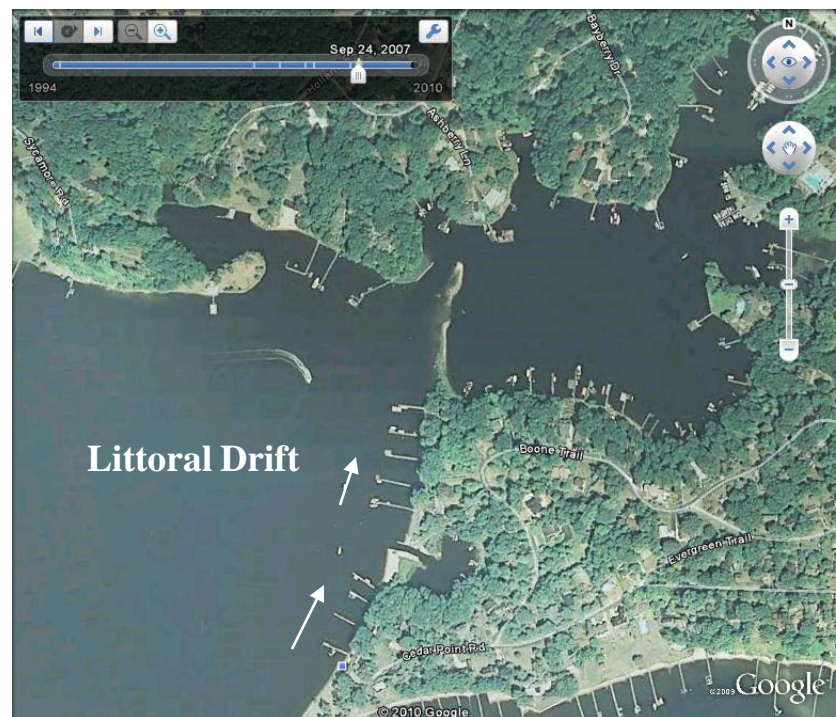 Sep 24, 2007
1994
2010
N
Bayberry Dr
Ashberry Ln
Sycamore Rd
Littoral Drift
Boone Trail
Evergreen Trail
Cedar Point Rd
©2009 Google
© 2010 Google